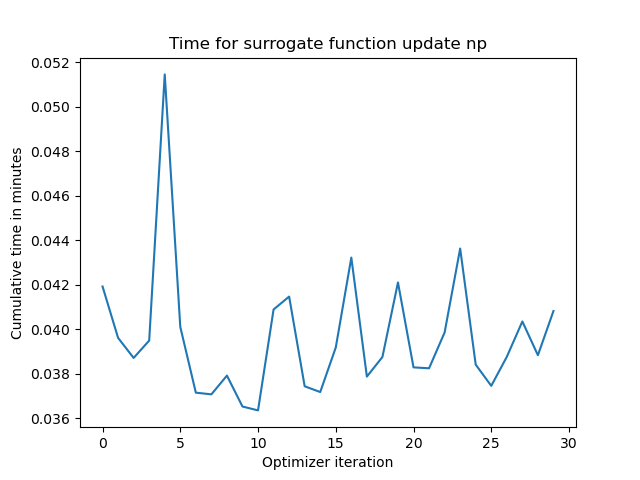 Time for surrogate function update np
0.052
0.050
0.048
0.046
0.044
0.042
0.040
0.038
0.036
Cumulative time in minutes
0 5 10 15 20 25 30
Optimizer iteration